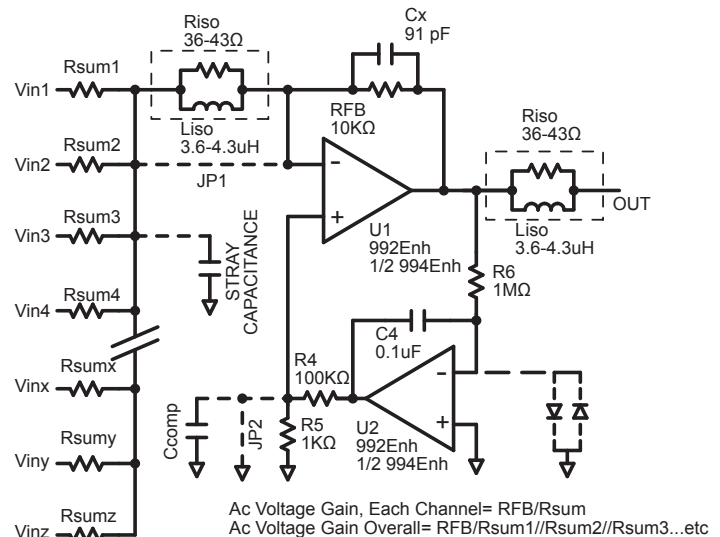 Cx
91 pF
Riso
36-43Ω
Rsum1
Vin1
RFB
10KΩ
Liso
3.6-4.3uH
Riso
36-43Ω
Rsum2
Vin2
JP1
-
+
OUT
Liso
3.6-4.3uH
Rsum3
Vin3
STRAY
CAPACITANCE
U1
992Enh
1/2 994Enh
R6
1MΩ
Rsum4
Vin4
C4
0.1uF
Rsumx
Vinx
R4
100KΩ
-
+
Ccomp
JP2
R5
1KΩ
U2
992Enh
1/2 994Enh
Rsumy
Viny
Rsumz
Vinz
Ac Voltage Gain, Each Channel= RFB/Rsum
Ac Voltage Gain Overall= RFB/Rsum1//Rsum2//Rsum3...etc